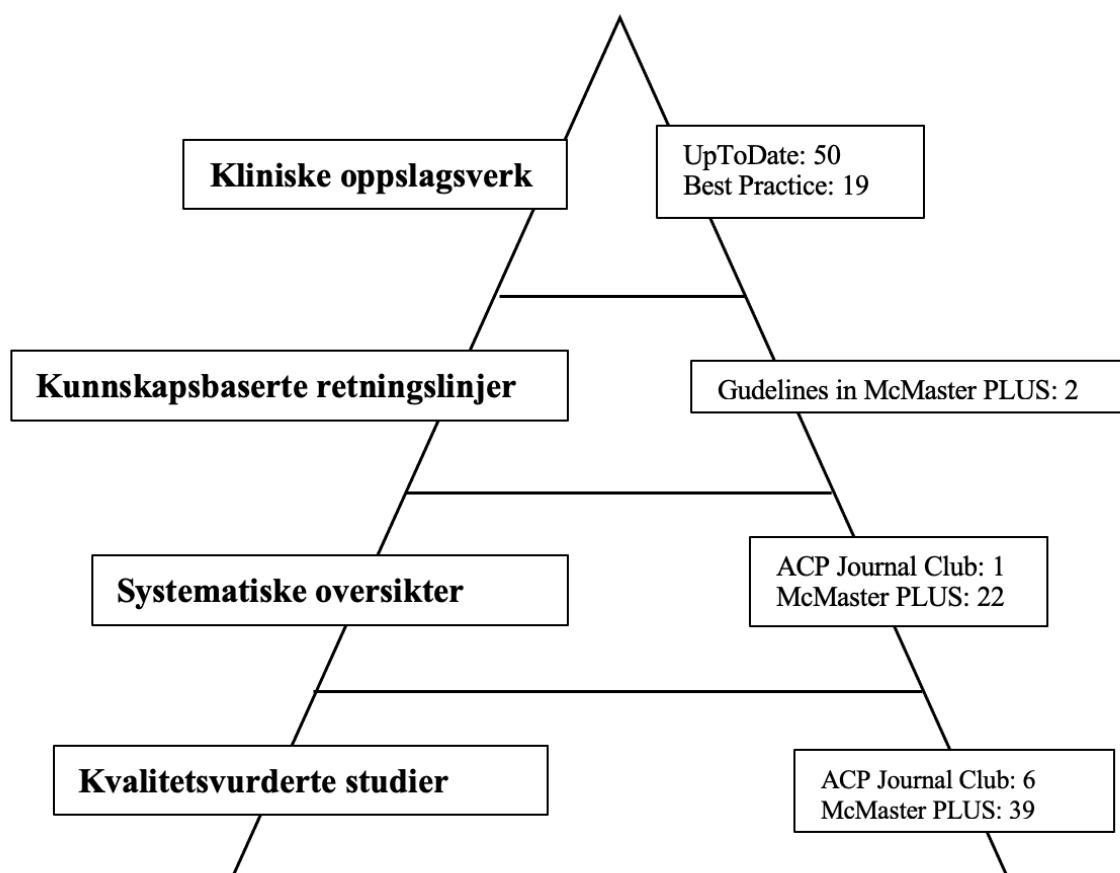 Kliniske oppslagsverk
UpToDate: 50
Best Practice: 19
Kunnskapsbaserte retningslinjer
Gudelines in McMaster PLUS: 2
Systematiske oversikter
ACP Journal Club: 1
McMaster PLUS: 22
Kvalitetsvurderte studier
ACP Journal Club: 6
McMaster PLUS: 39